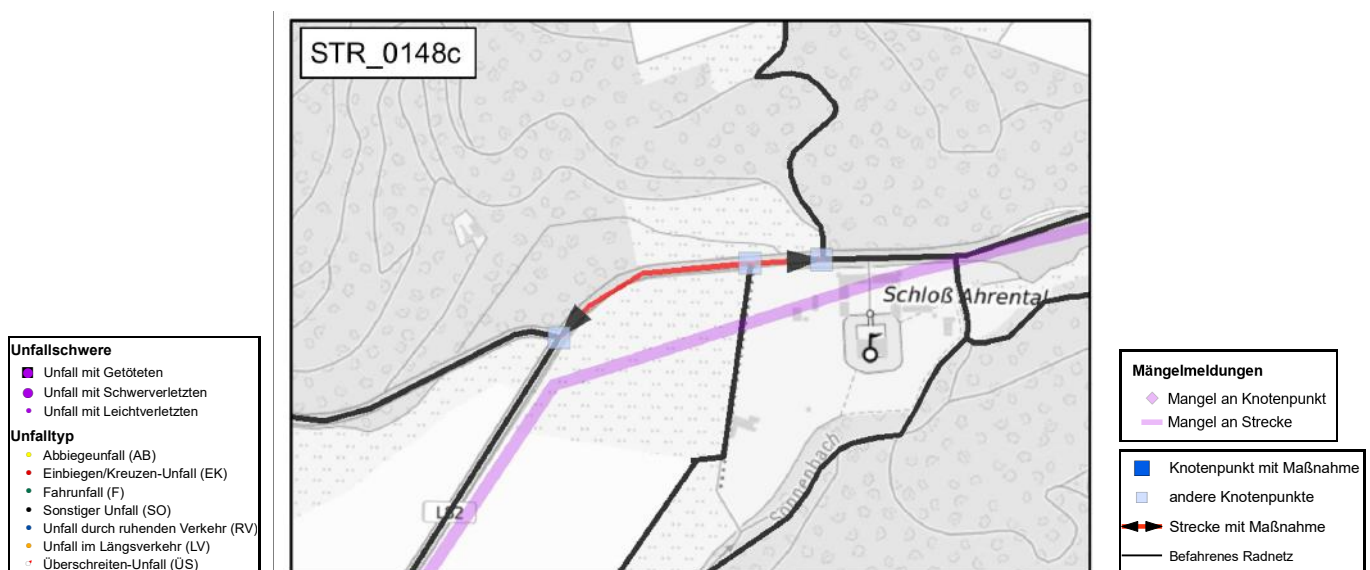 STR_0148c
Schloß Ahrental
Sonnenbach
L82
Unfallschwere
Unfall mit Getöteten
Unfall mit Schwerverletzten
Unfall mit Leichtverletzten
Unfalltyp
Abbiegeunfall (AB)
Einbiegen/Kreuzen-Unfall (EK)
Fahrunfall (F)
Sonstiger Unfall (SO)
Unfall durch ruhenden Verkehr (RV)
Unfall im Längsverkehr (LV)
Überschreiten-Unfall (ÜS)
Mängelmeldungen
Mangel an Knotenpunkt
Mangel an Strecke
Knotenpunkt mit Maßnahme
andere Knotenpunkte
Strecke mit Maßnahme
Befahrenes Radnetz